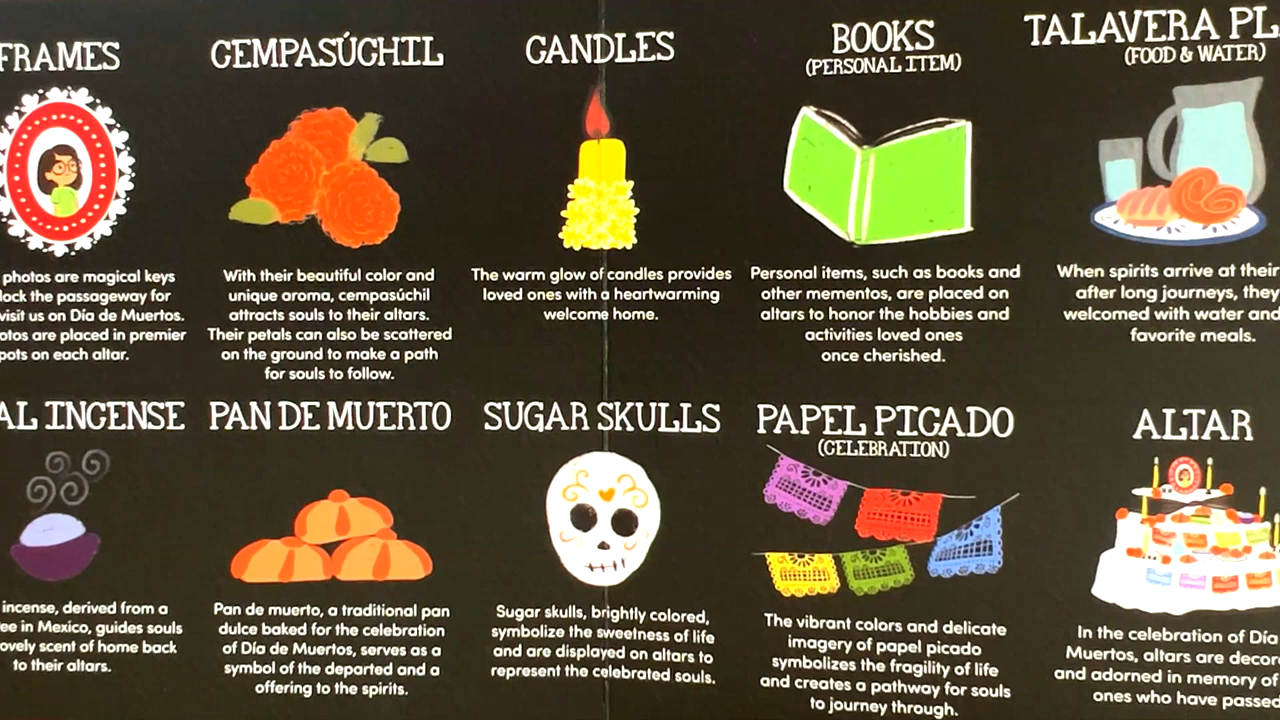 FRAMES
photos are magical keys
lock the passageway for
visit us on Día de Muertos.
otos are placed in premier
pots on each altar.
CEMPASÚCHIL
With their beautiful color and
unique aroma, cempasúchil
attracts souls to their altars.
Their petals can also be scattered
on the ground to make a path
for souls to follow.
CANDLES
The warm glow of candles provides
loved ones with a heartwarming
welcome home.
BOOKS
(PERSONAL ITEM)
Personal items, such as books and
other mementos, are placed on
altars to honor the hobbies and
activities loved ones
once cherished.
TALAVERA PL
(FOOD & WATER)
When spirits arrive at their
after long journeys, they
welcomed with water and
favorite meals.
AL INCENSE
incense, derived from a
ee in Mexico, guides souls
ovely scent of home back
to their altars.
PAN DE MUERTO
Pan de muerto, a traditional pan
dulce baked for the celebration
of Día de Muertos, serves as a
symbol of the departed and a
offering to the spirits.
SUGAR SKULLS
Sugar skulls, brightly colored,
symbolize the sweetness of life
and are displayed on altars to
represent the celebrated souls.
PAPEL PICADO
(CELEBRATION)
The vibrant colors and delicate
imagery of papel picado
symbolizes the fragility of life
and creates a pathway for souls
to journey through.
ALTAR
In the celebration of Día
Muertos, altars are decor
and adorned in memory of
ones who have passed